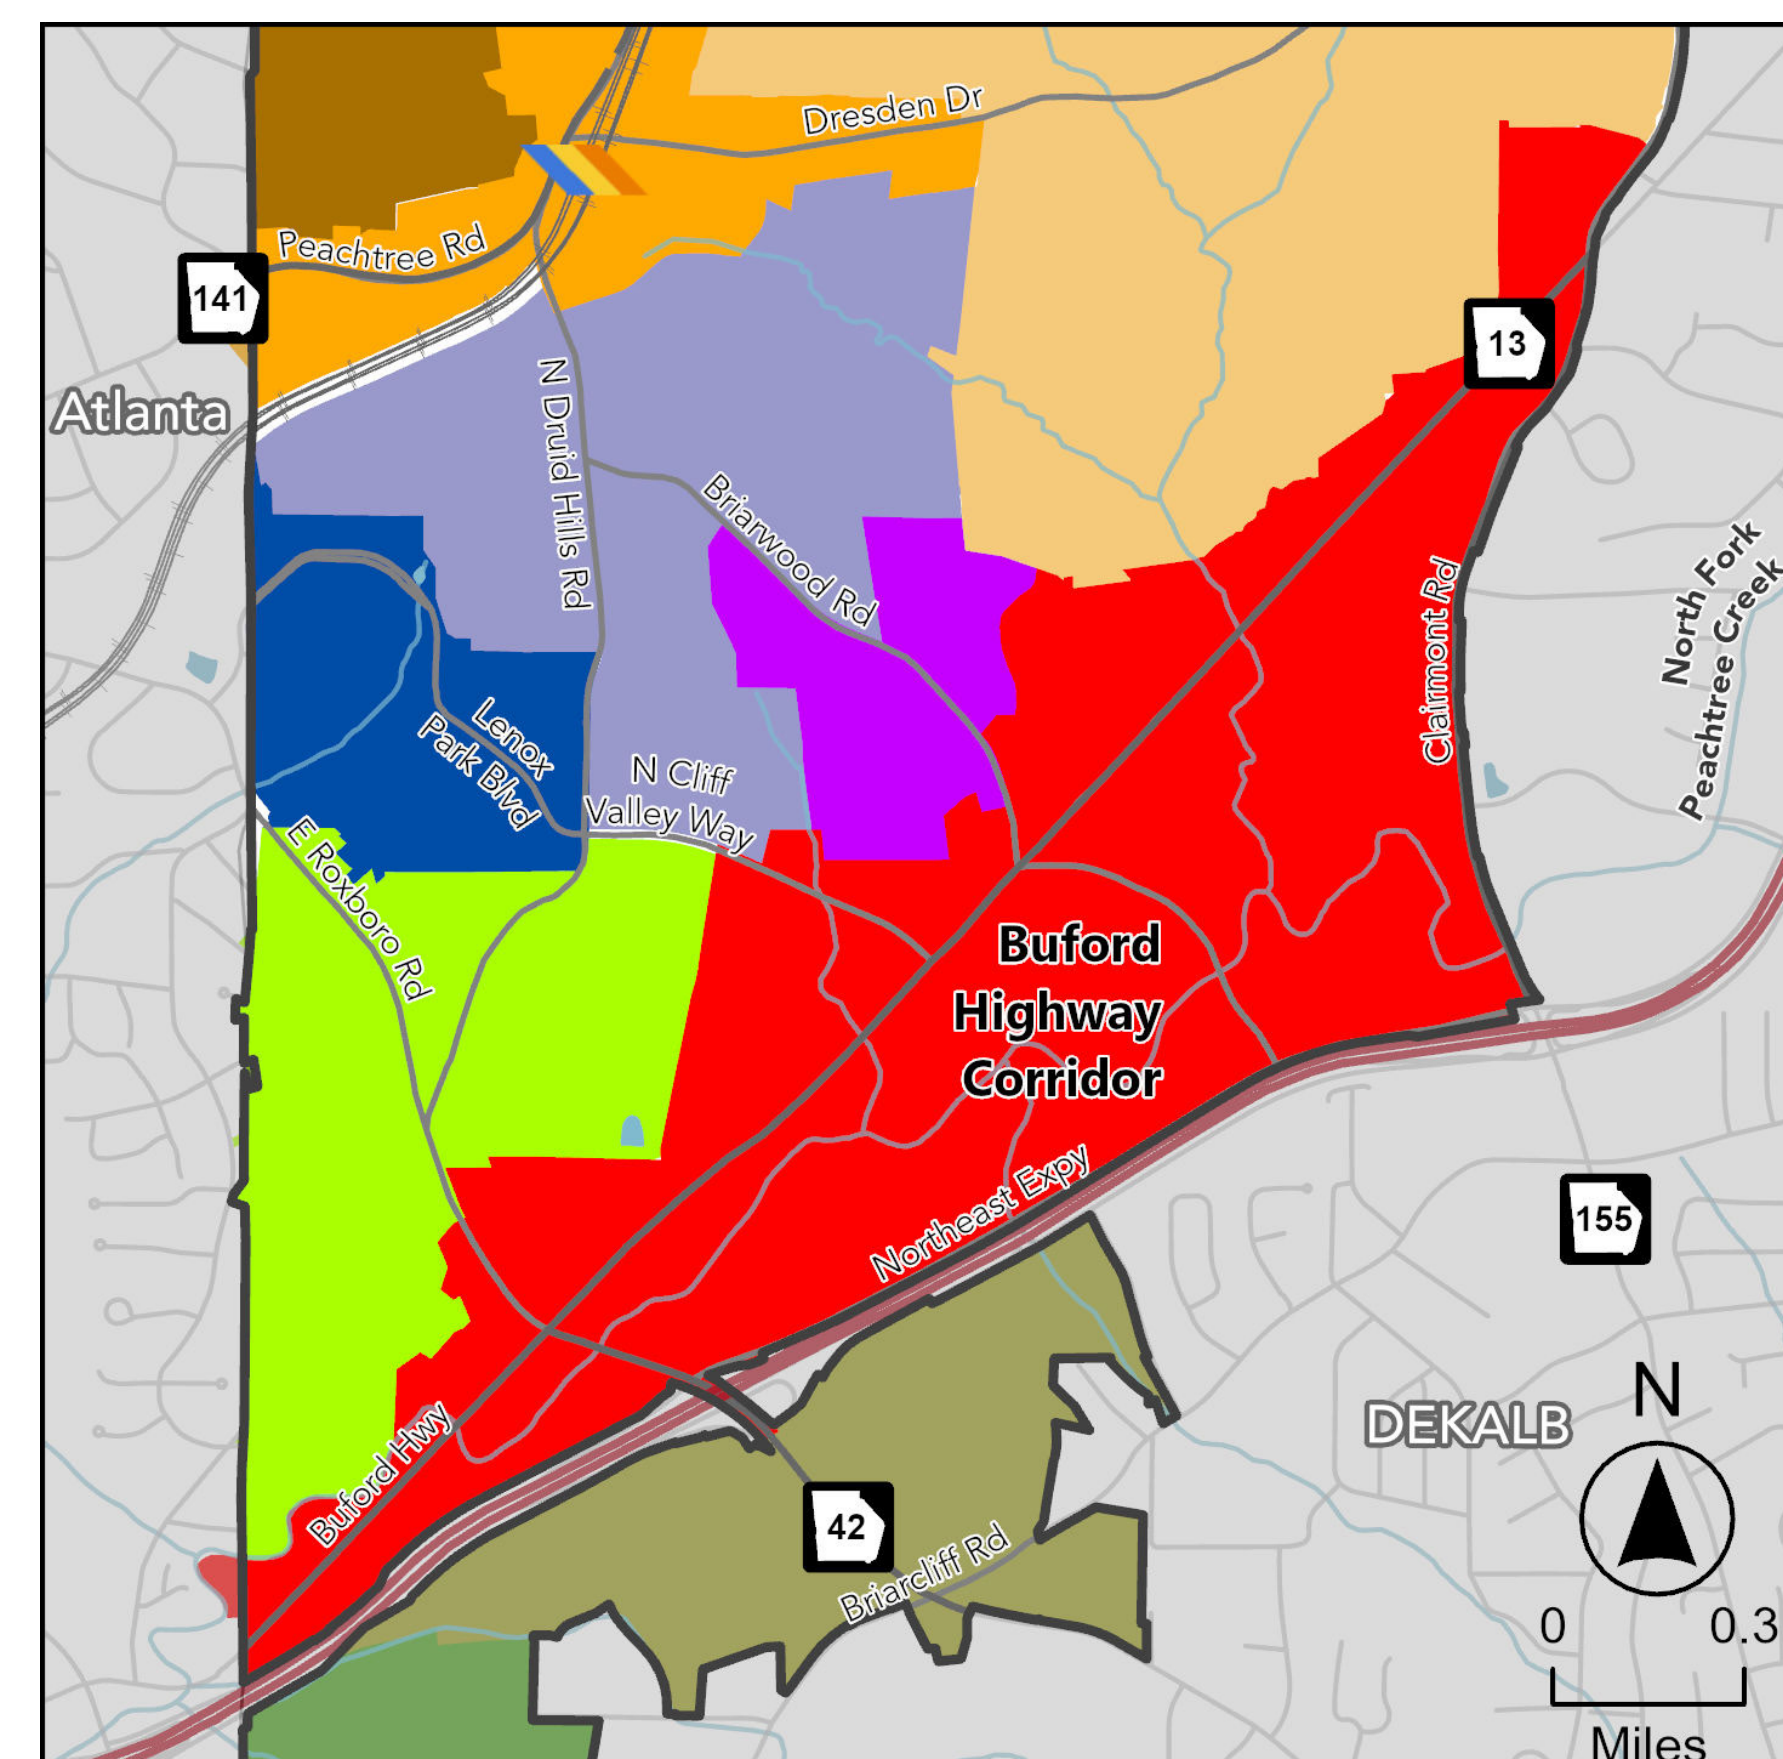 Dresden Dr
Peachtree Rd
141
13
Atlanta
N Druid Hills Rd
Briarwood Rd
North Fork
Peachtree Creek
Clairmont Rd
Lenox
Park Blvd
N Cliff
Valley Way
E Roxboro Rd
Buford
Highway
Corridor
Northeast Expy
155
DEKALB
N
Buford Hwy
42
Briarcliff Rd
0 0.3
Miles